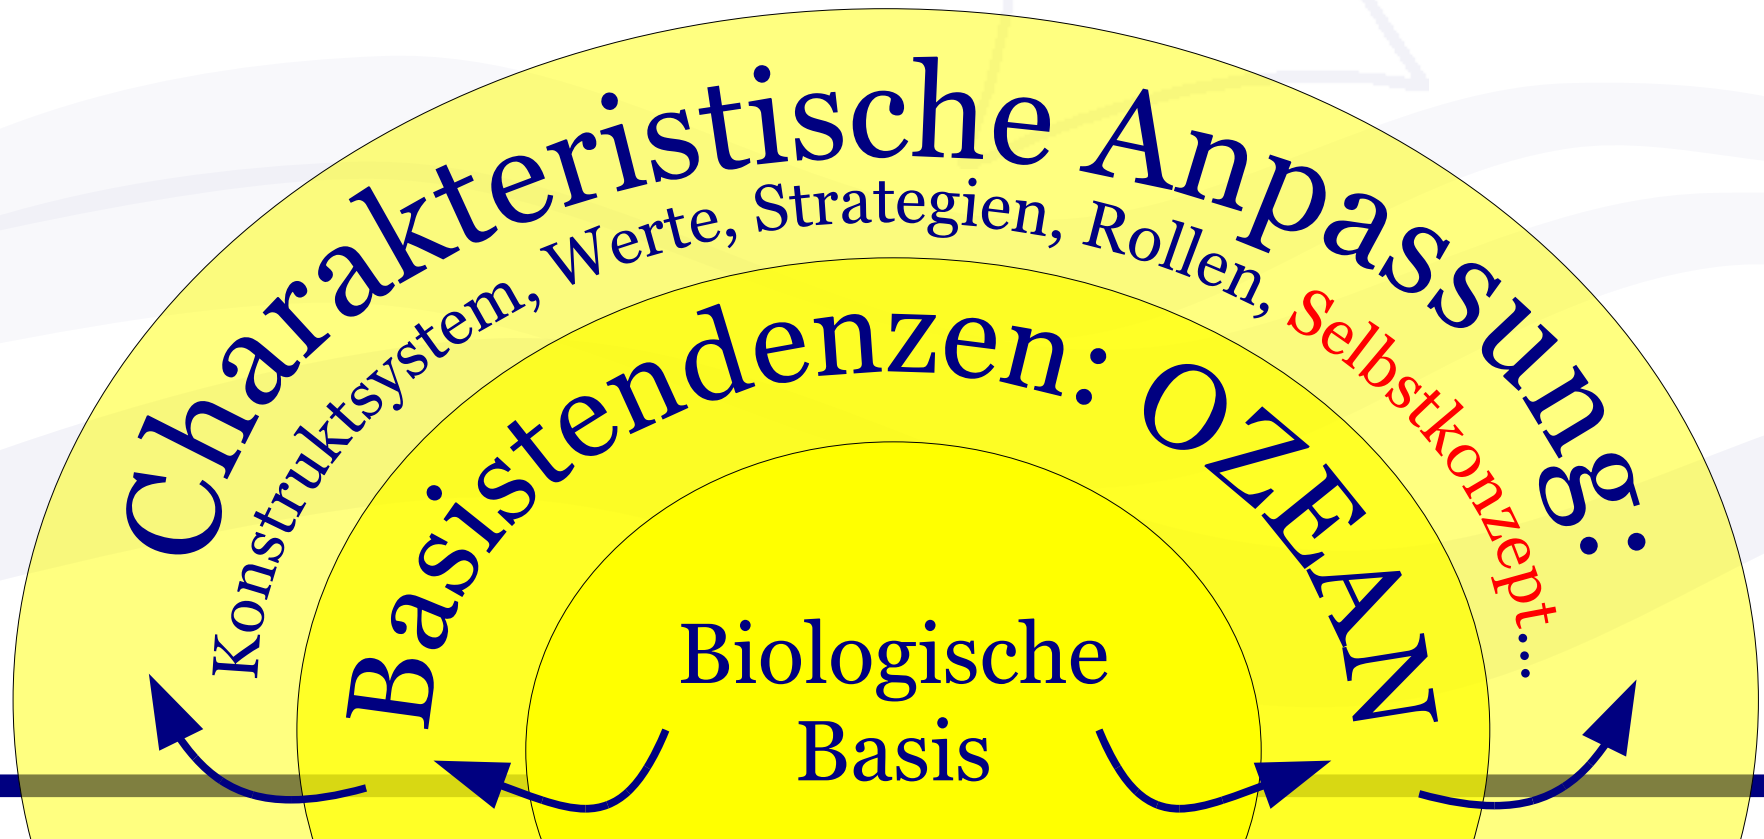 Charakteristische Anpassung:
Konstruktsystem, Werte, Strategien, Rollen, Selbstkonzept...
Basistendenzen: OZEAN
Biologische
Basis